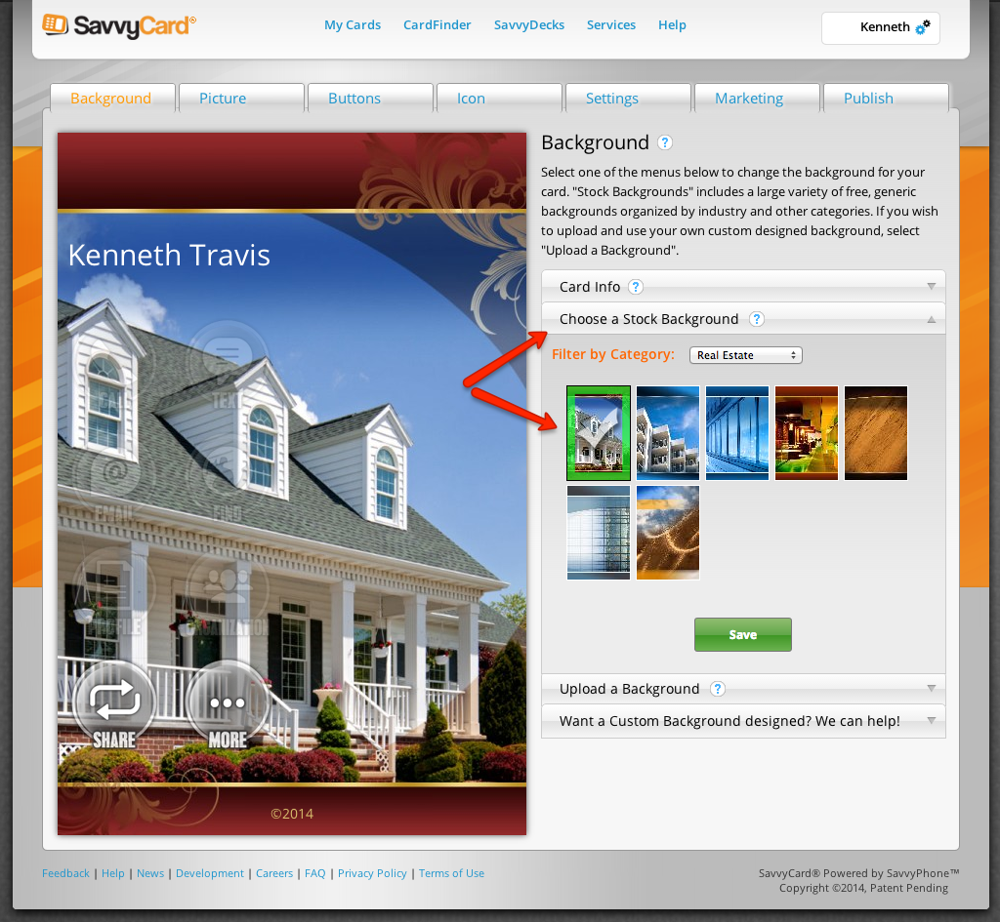 SavvyCard®
My Cards CardFinder SavvyDecks Services Help
Kenneth
Background Picture Buttons Icon Settings Marketing Publish
Kenneth Travis
CALL TEXT
EMAIL FIND
PROFILE ORGANIZATION
SHARE MORE
©2014
Background ?
Select one of the menus below to change the background for your
card. "Stock Backgrounds" includes a large variety of free, generic
backgrounds organized by industry and other categories. If you wish
to upload and use your own custom designed background, select
"Upload a Background".
Card Info ?
Choose a Stock Background ?
Filter by Category: Real Estate
Save
Upload a Background ?
Want a Custom Background designed? We can help!
Feedback | Help | News | Development | Careers | FAQ | Privacy Policy | Terms of Use
SavvyCard® Powered by SavvyPhone™
Copyright ©2014, Patent Pending